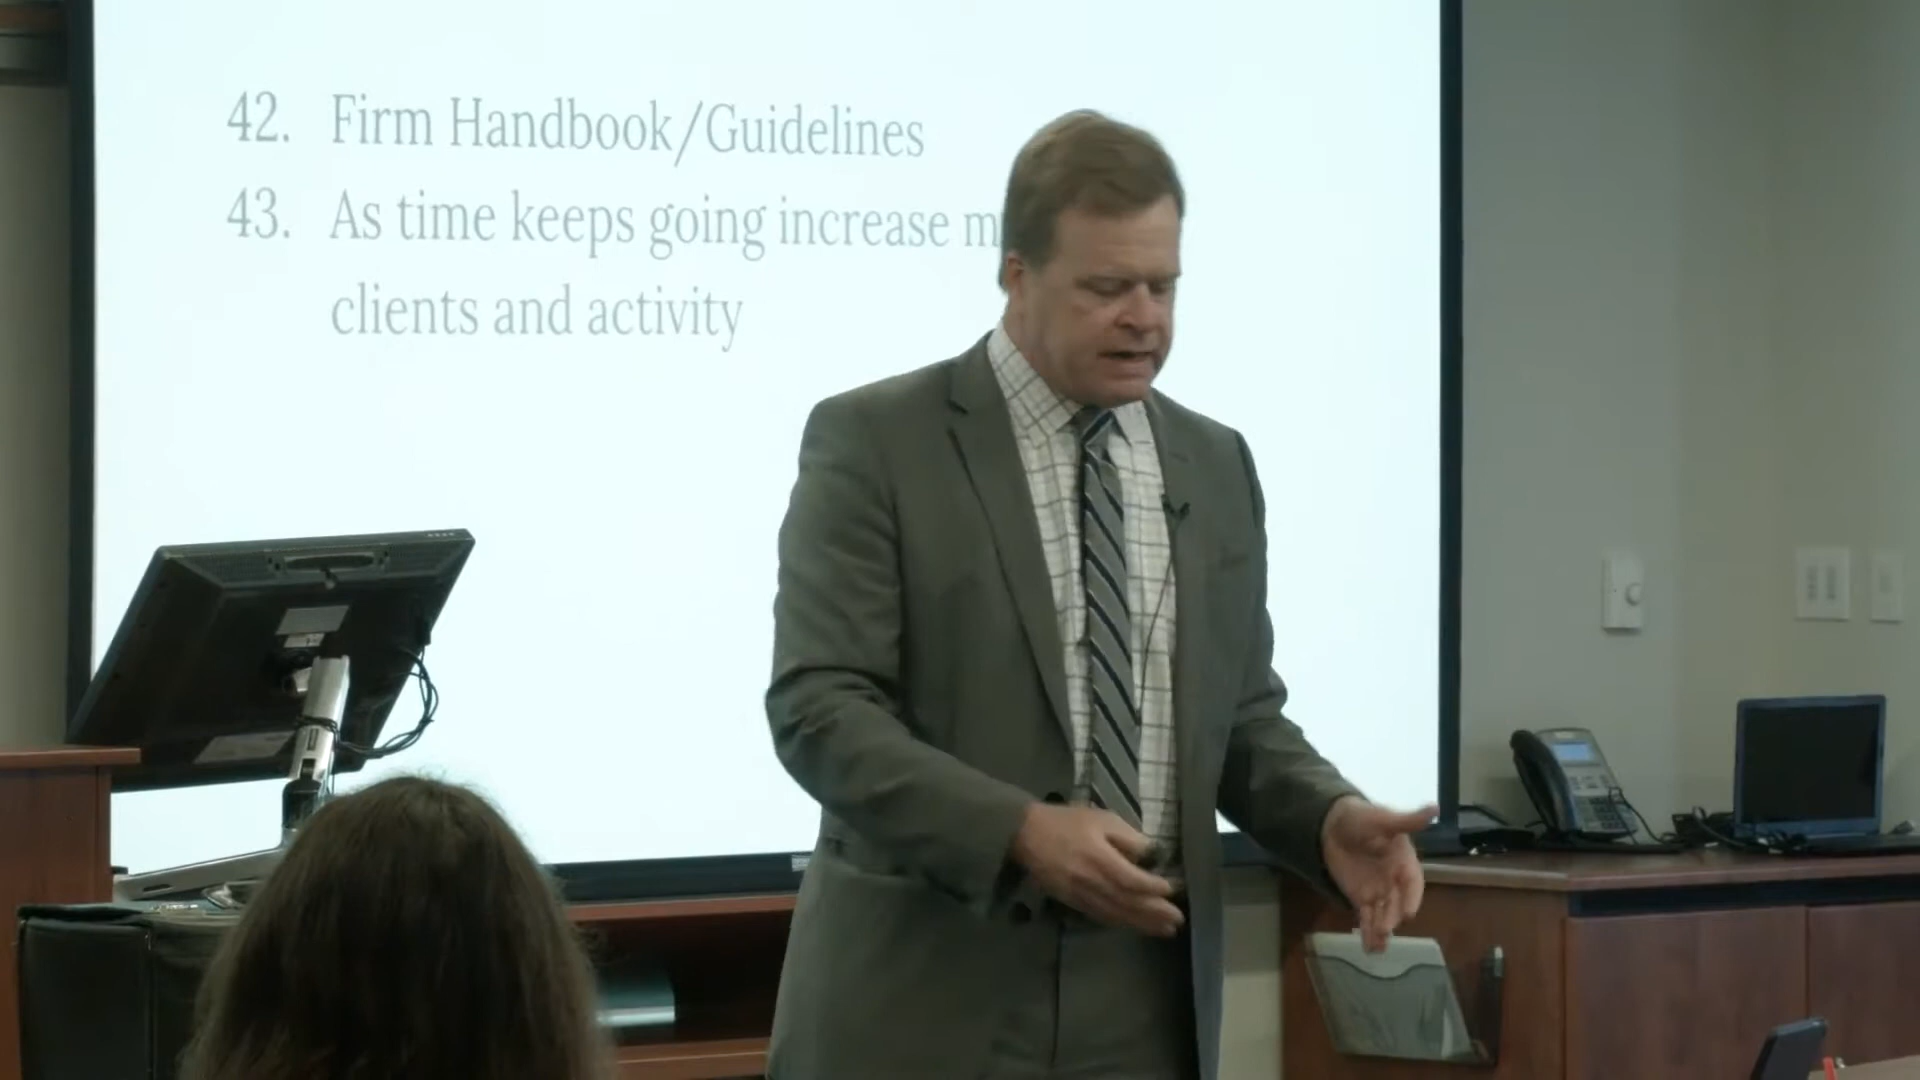 42. Firm Handbook/Guidelines
43. As time keeps going increase
clients and activity